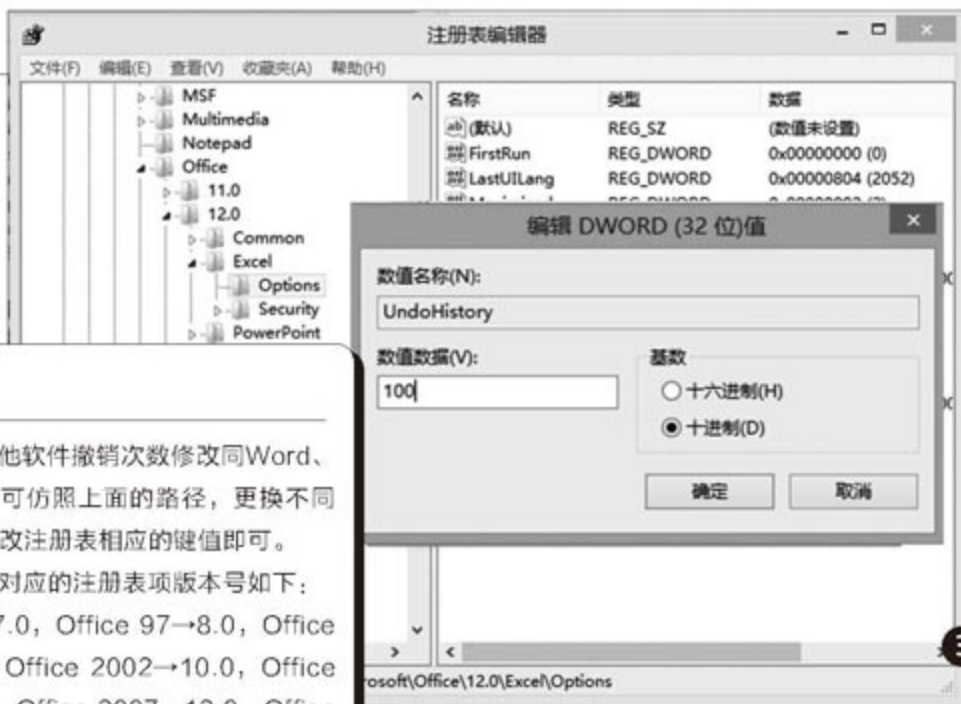 注册表编辑器
文件(F) 编辑(E) 查看(V) 收藏夹(A) 帮助(H)
MSF
Multimedia
Notepad
Office
11.0
12.0
Common
Excel
Options
Security
PowerPoint
名称 类型 数据
ab (默认) REG_SZ (数值未设置)
FirstRun REG_DWORD 0x00000000 (0)
LastUILang REG_DWORD 0x00000804 (2052)
编辑 DWORD (32 位)值
数值名称(N):
UndoHistory
数值数据(V):
100
基数
十六进制(H)
十进制(D)
确定 取消
他软件撤销次数修改同Word、
可仿照上面的路径，更换不同
改注册表相应的键值即可。
对应的注册表项版本号如下：
7.0，Office 97→8.0，Office
Office 2002→10.0，Office
osoft\Office\12.0\Excel\Options